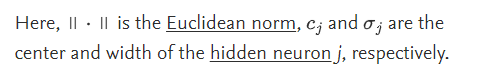 Here, ‖ · ‖ is the Euclidean norm, cⱼ and σⱼ are the
center and width of the hidden neuron j, respectively.